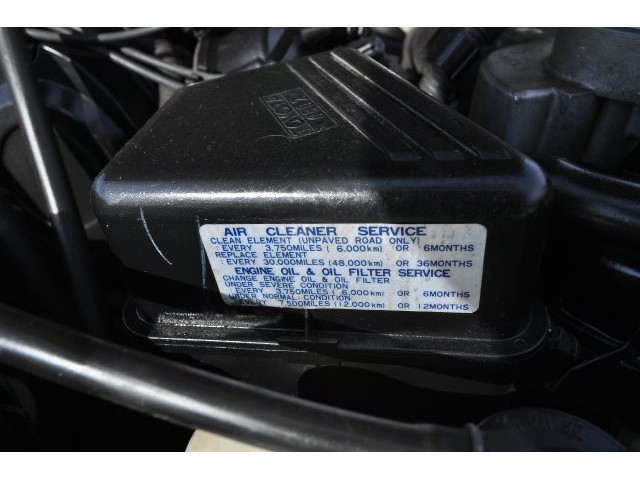 TOYOTA
AIR CLEANER SERVICE
CLEAN ELEMENT (UNPAVED ROAD ONLY)
: EVERY 3,750MILES ( 6,000km) OR 6MONTHS
REPLACE ELEMENT
: EVERY 30,000MILES (48,000km) OR 36MONTHS
ENGINE OIL & OIL FILTER SERVICE
CHANGE ENGINE OIL & OIL FILTER
UNDER SEVERE CONDITION
: EVERY 3,750MILES ( 6,000km) OR 6MONTHS
UNDER NORMAL CONDITION
: EVERY 7,500MILES (12,000km) OR 12MONTHS